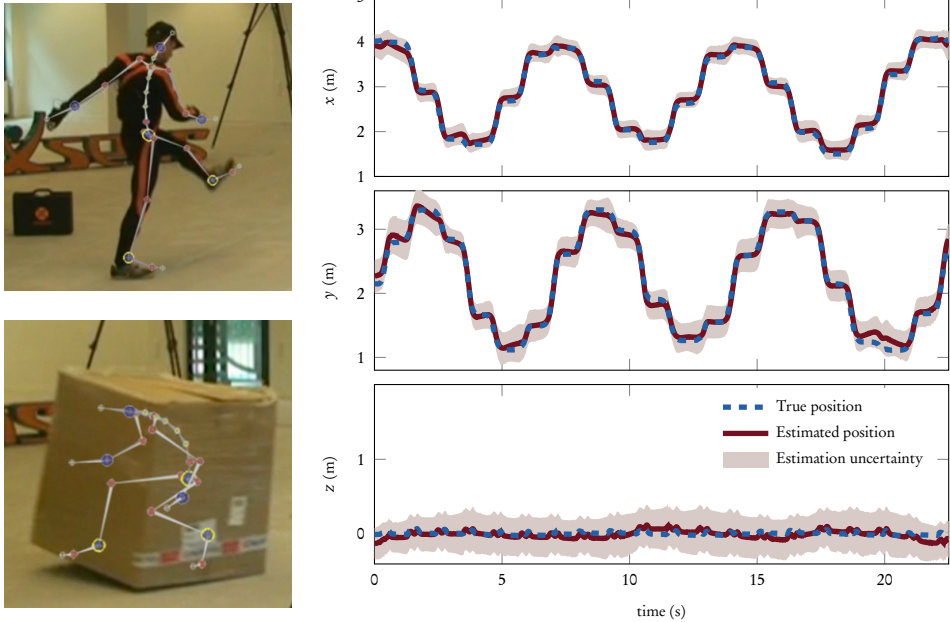 xsens
4
3
2
1
x (m)
3
2
1
y (m)
True position
Estimated position
Estimation uncertainty
1
0
z (m)
0
5
10
15
20
time (s)